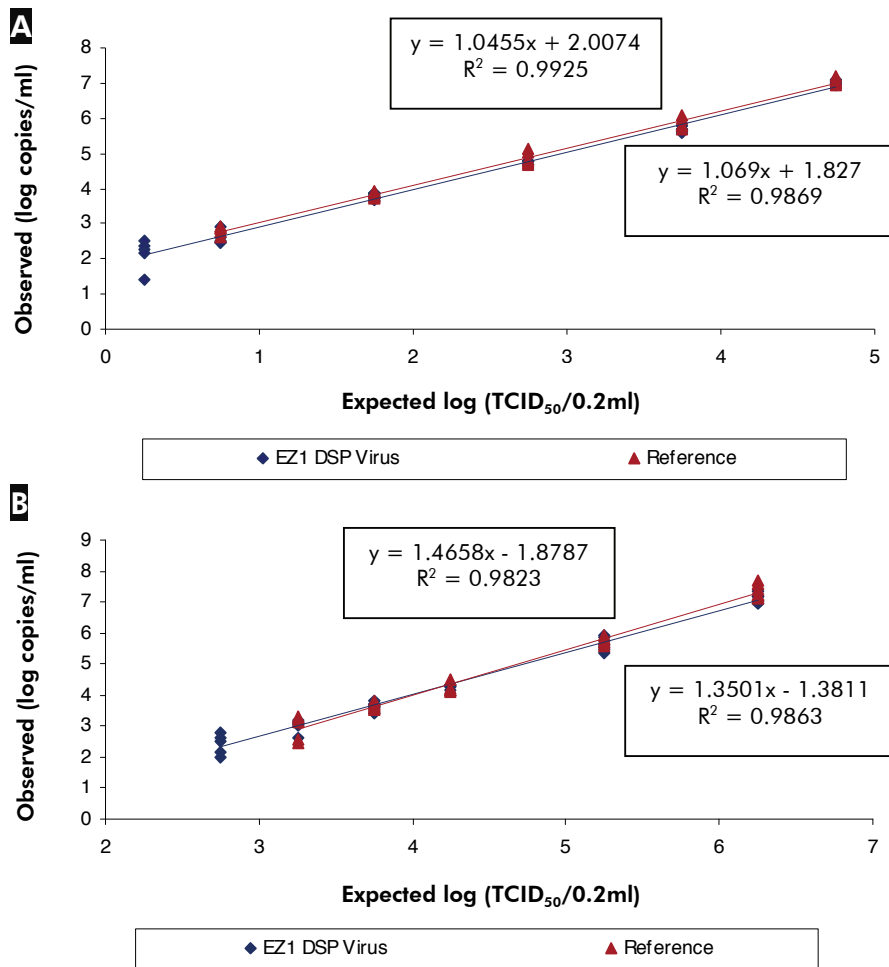 A
y = 1.0455x + 2.0074
R² = 0.9925
y = 1.069x + 1.827
R² = 0.9869
Observed (log copies/ml)
8
7
6
5
4
3
2
1
0
0 1 2 3 4 5
Expected log (TCID₅₀/0.2ml)
EZ1 DSP Virus Reference
B
y = 1.4658x - 1.8787
R² = 0.9823
y = 1.3501x - 1.3811
R² = 0.9863
Observed (log copies/ml)
9
8
7
6
5
4
3
2
1
0
2 3 4 5 6 7
Expected log (TCID₅₀/0.2ml)
EZ1 DSP Virus Reference